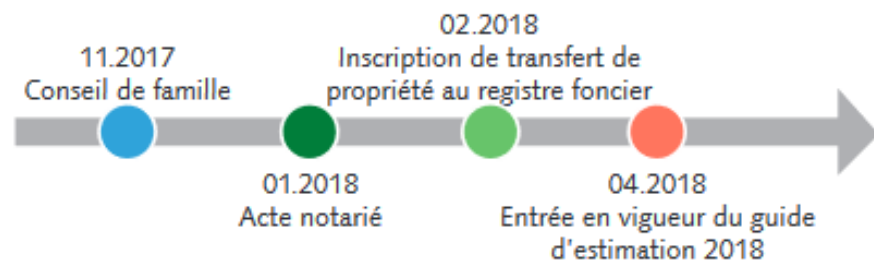 11.2017
Conseil de famille
01.2018
Acte notarié
02.2018
Inscription de transfert de
propriété au registre foncier
04.2018
Entrée en vigueur du guide
d'estimation 2018